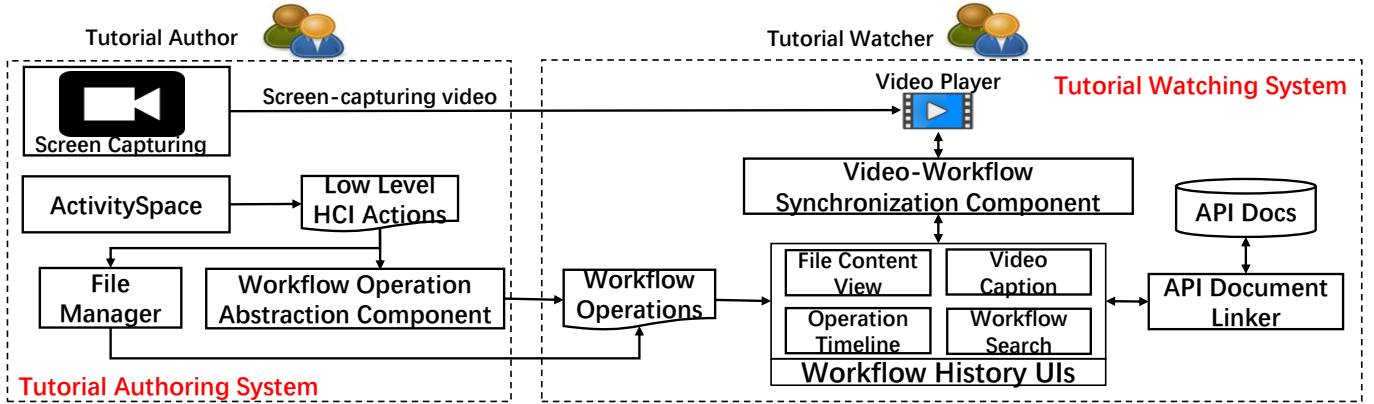 Tutorial Author
Tutorial Watcher
Screen Capturing
Screen-capturing video
Video Player
Tutorial Watching System
ActivitySpace
Low Level
HCI Actions
Video-Workflow
Synchronization Component
API Docs
File
Manager
Workflow Operation
Abstraction Component
Workflow
Operations
File Content
View
Video
Caption
Operation
Timeline
Workflow
Search
Workflow History UIs
API Document
Linker
Tutorial Authoring System